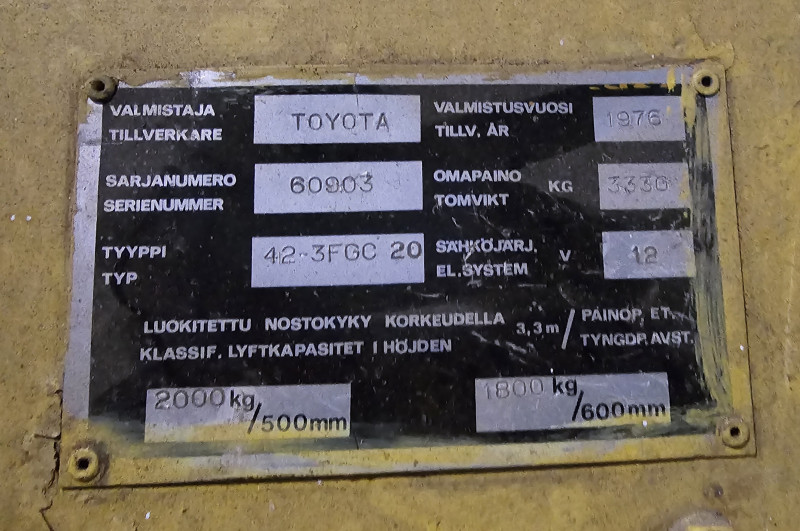 VALMISTAJA TOYOTA VALMISTUSVUOSI 1976
TILLVERKARE TILLV. ÅR
SARJANUMERO 60903 OMAPAINO KG 3330
SERIENUMMER TOMVIKT
TYYPPI 42-3FGC 20 SÄHKÖJÄRJ. V 12
TYP EL.SYSTEM
LUOKITETTU NOSTOKYKY KORKEUDELLA 3,3m / PAINOP. ET.
KLASSIF. LYFTKAPASITET I HÖJDEN TYNGDP. AVST.
2000 kg/500mm 1800 kg/600mm